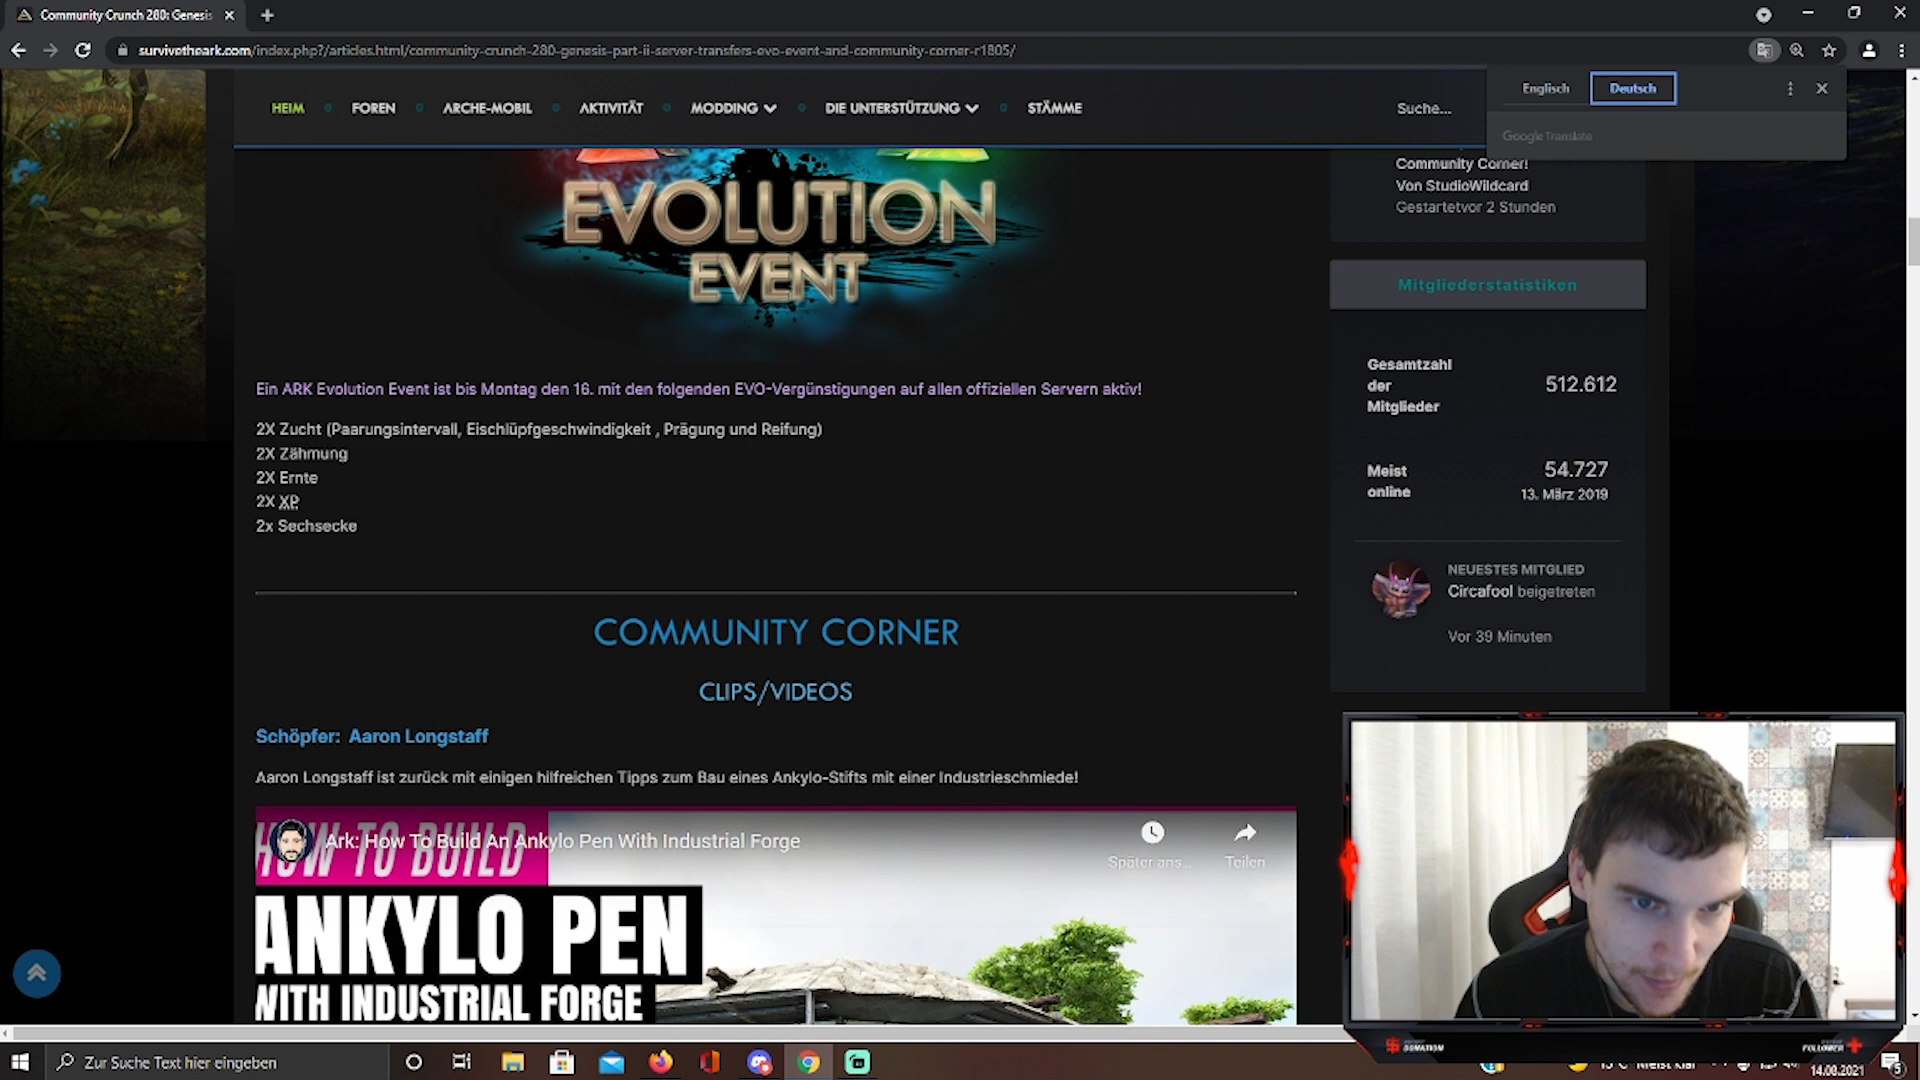 Community Crunch 280: Genesis
survivetheark.com/index.php?/articles.html/community-crunch-280-genesis-part-ii-server-transfers-evo-event-and-community-corner-r1805/
HEIM
FOREN
ARCHE-MOBIL
AKTIVITÄT
MODDING
DIE UNTERSTÜTZUNG
STÄMME
Suche...
Englisch
Deutsch
Google Translate
EVOLUTION
EVENT
Community Corner!
Von StudioWildcard
Gestartetvor 2 Stunden
Mitgliederstatistiken
Gesamtzahl
der
Mitglieder
512.612
Meist
online
54.727
13. März 2019
NEUESTES MITGLIED
Circafool beigetreten
Vor 39 Minuten
Ein ARK Evolution Event ist bis Montag den 16. mit den folgenden EVO-Vergünstigungen auf allen offiziellen Servern aktiv!
2X Zucht (Paarungsintervall, Eischlüpfgeschwindigkeit , Prägung und Reifung)
2X Zähmung
2X Ernte
2X XP
2x Sechsecke
COMMUNITY CORNER
CLIPS/VIDEOS
Schöpfer: Aaron Longstaff
Aaron Longstaff ist zurück mit einigen hilfreichen Tipps zum Bau eines Ankylo-Stifts mit einer Industrieschmiede!
HOW TO BUILD
Ark: How To Build An Ankylo Pen With Industrial Forge
Später ans...
Teilen
ANKYLO PEN
WITH INDUSTRIAL FORGE
DONATION
FOLLOWER
Zur Suche Text hier eingeben
14.08.2021
5